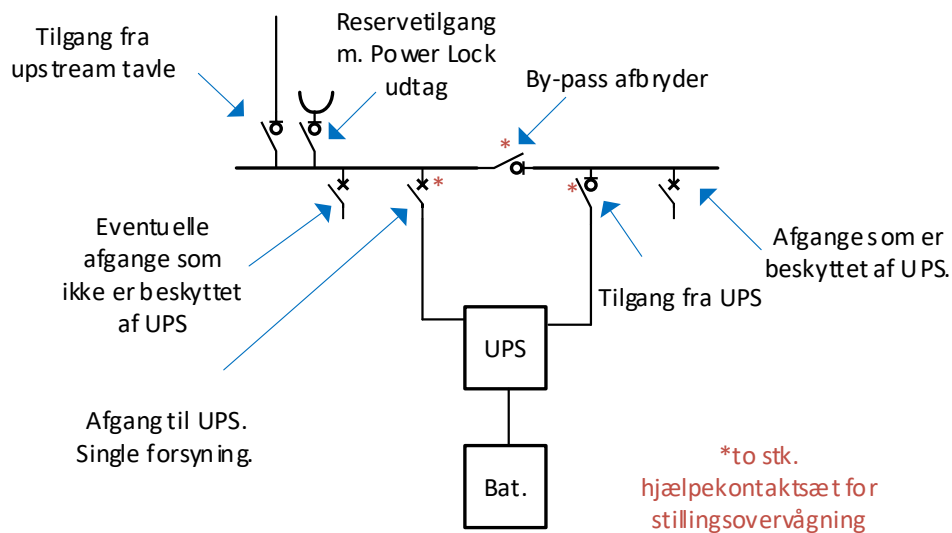 Tilgang fra
upstream tavle
Reservetilgang
m. Power Lock
udtag
By-pass afbryder
*
*
*
Eventuelle
afgange som
ikke er beskyttet
af UPS
Afgange som er
beskyttet af UPS.
Tilgang fra UPS
UPS
Afgang til UPS.
Single forsyning.
Bat.
*to stk.
hjælpekontaktsæt for
stillingsovervågning